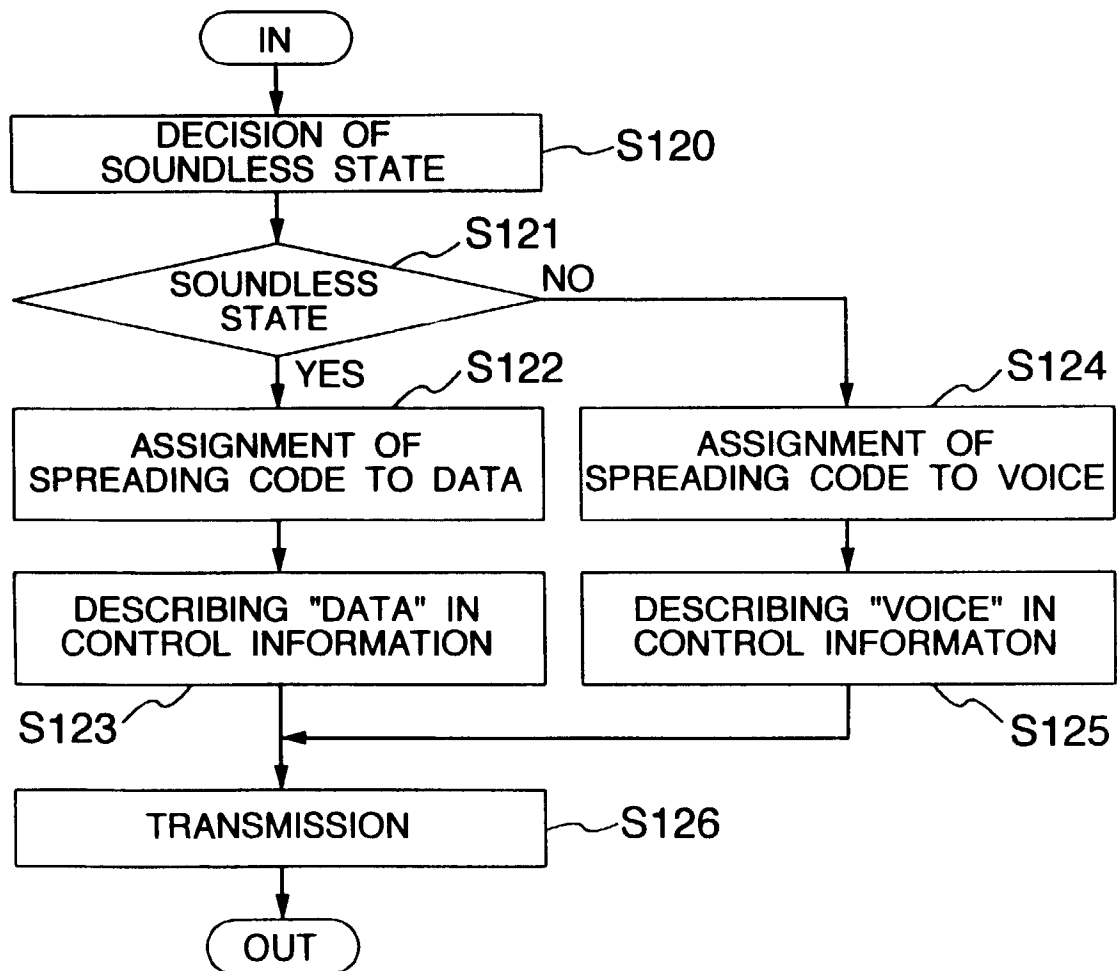 IN
DECISION OF
SOUNDLESS STATE
S120
S121
SOUNDLESS
STATE
NO
YES
S122
S124
ASSIGNMENT OF
SPREADING CODE TO DATA
ASSIGNMENT OF
SPREADING CODE TO VOICE
DESCRIBING "DATA" IN
CONTROL INFORMATION
DESCRIBING "VOICE" IN
CONTROL INFORMATON
S123
S125
TRANSMISSION
S126
OUT